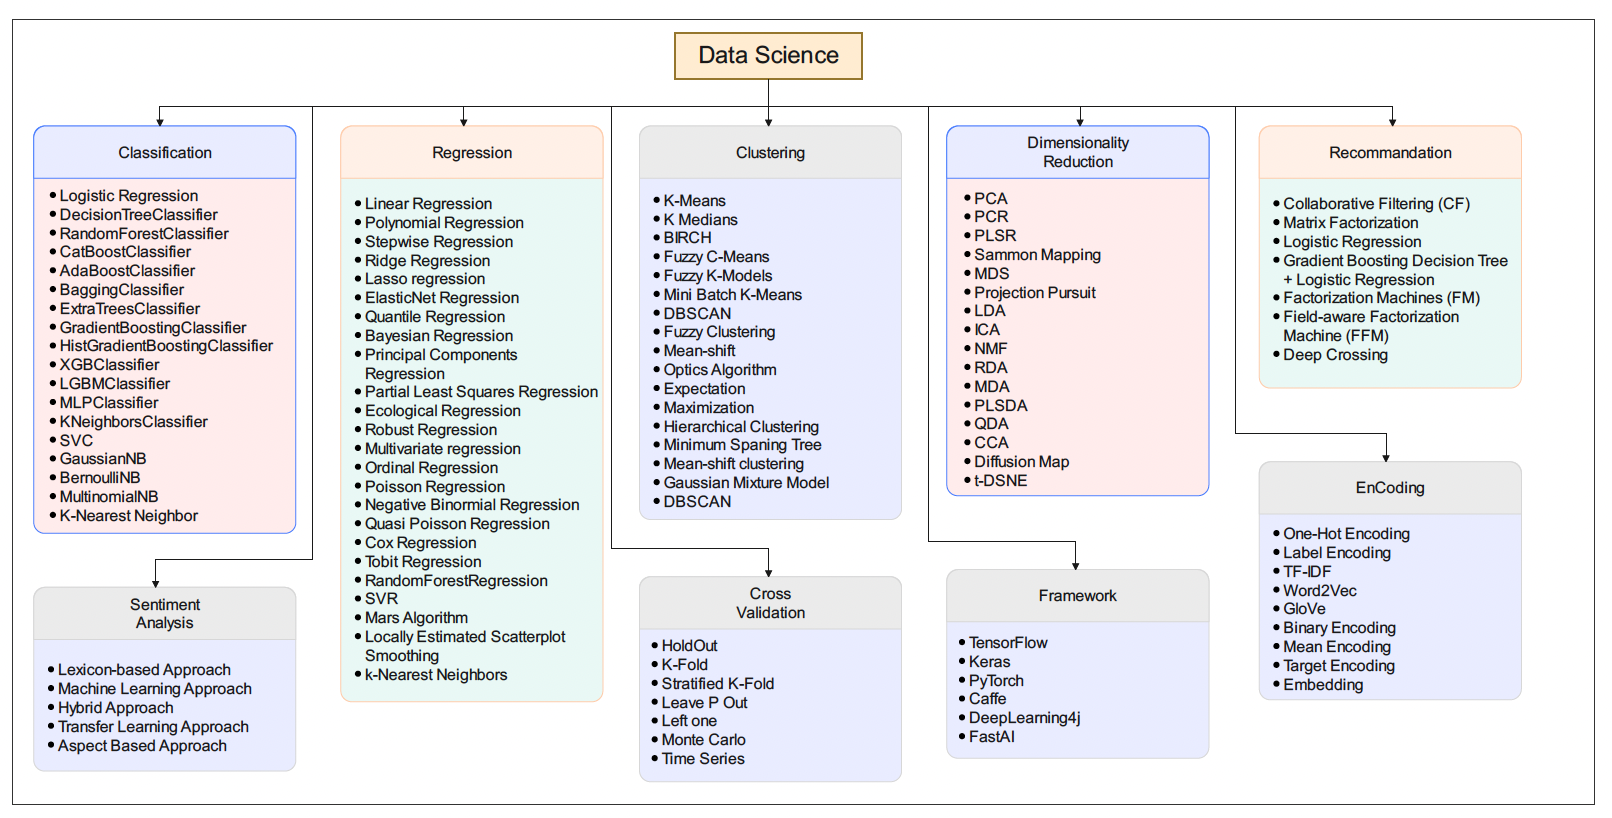 Data Science
Classification
• Logistic Regression
• DecisionTreeClassifier
• RandomForestClassifier
• CatBoostClassifier
• AdaBoostClassifier
• BaggingClassifier
• ExtraTreesClassifier
• GradientBoostingClassifier
• HistGradientBoostingClassifier
• XGBClassifier
• LGBMClassifier
• MLPClassifier
• KNeighborsClassifier
• SVC
• GaussianNB
• BernoulliNB
• MultinomialNB
• K-Nearest Neighbor
Regression
• Linear Regression
• Polynomial Regression
• Stepwise Regression
• Ridge Regression
• Lasso regression
• ElasticNet Regression
• Quantile Regression
• Bayesian Regression
• Principal Components
Regression
• Partial Least Squares Regression
• Ecological Regression
• Robust Regression
• Multivariate regression
• Ordinal Regression
• Poisson Regression
• Negative Binormial Regression
• Quasi Poisson Regression
• Cox Regression
• Tobit Regression
• RandomForestRegression
• SVR
• Mars Algorithm
• Locally Estimated Scatterplot
Smoothing
• k-Nearest Neighbors
Clustering
• K-Means
• K Medians
• BIRCH
• Fuzzy C-Means
• Fuzzy K-Models
• Mini Batch K-Means
• DBSCAN
• Fuzzy Clustering
• Mean-shift
• Optics Algorithm
• Expectation
• Maximization
• Hierarchical Clustering
• Minimum Spaning Tree
• Mean-shift clustering
• Gaussian Mixture Model
• DBSCAN
Dimensionality
Reduction
• PCA
• PCR
• PLSR
• Sammon Mapping
• MDS
• Projection Pursuit
• LDA
• ICA
• NMF
• RDA
• MDA
• PLSDA
• QDA
• CCA
• Diffusion Map
• t-DSNE
Recommandation
• Collaborative Filtering (CF)
• Matrix Factorization
• Logistic Regression
• Gradient Boosting Decision Tree
+ Logistic Regression
• Factorization Machines (FM)
• Field-aware Factorization
Machine (FFM)
• Deep Crossing
Sentiment
Analysis
• Lexicon-based Approach
• Machine Learning Approach
• Hybrid Approach
• Transfer Learning Approach
• Aspect Based Approach
Cross
Validation
• HoldOut
• K-Fold
• Stratified K-Fold
• Leave P Out
• Left one
• Monte Carlo
• Time Series
Framework
• TensorFlow
• Keras
• PyTorch
• Caffe
• DeepLearning4j
• FastAI
EnCoding
• One-Hot Encoding
• Label Encoding
• TF-IDF
• Word2Vec
• GloVe
• Binary Encoding
• Mean Encoding
• Target Encoding
• Embedding